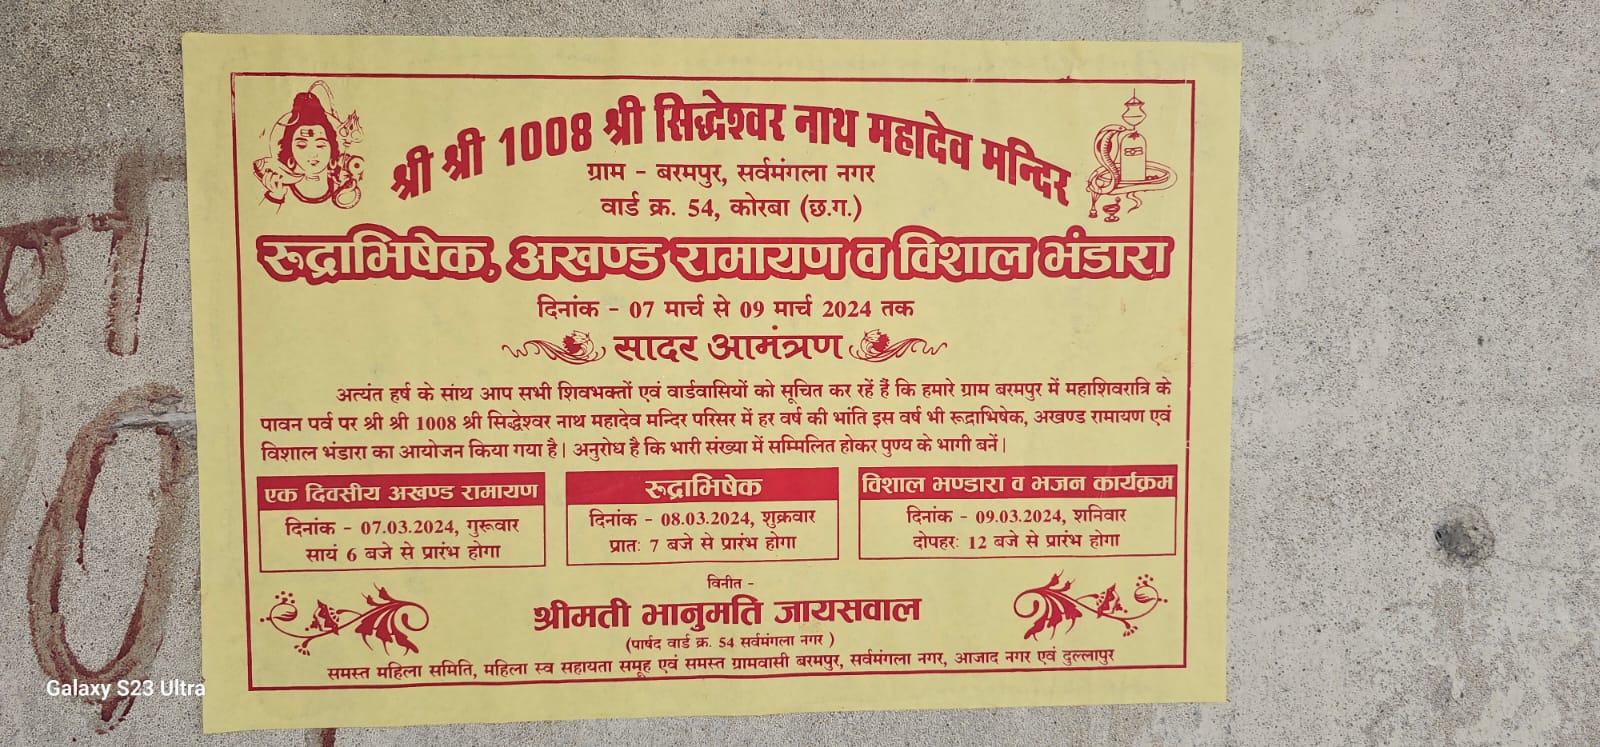 श्री श्री 1008 श्री सिद्धेश्वर नाथ महादेव मन्दिर
ग्राम - बरमपुर, सर्वमंगला नगर
वार्ड क्र. 54, कोरबा (छ.ग.)
रूद्राभिषेक, अखण्ड रामायण व विशाल भंडारा
दिनांक - 07 मार्च से 09 मार्च 2024 तक
सादर आमंत्रण
अत्यंत हर्ष के साथ आप सभी शिवभक्तों एवं वार्डवासियों को सूचित कर रहें हैं कि हमारे ग्राम बरमपुर में महाशिवरात्रि के
पावन पर्व पर श्री श्री 1008 श्री सिद्धेश्वर नाथ महादेव मन्दिर परिसर में हर वर्ष की भांति इस वर्ष भी रूद्राभिषेक, अखण्ड रामायण एवं
विशाल भंडारा का आयोजन किया गया है। अनुरोध है कि भारी संख्या में सम्मिलित होकर पुण्य के भागी बनें।
एक दिवसीय अखण्ड रामायण
दिनांक - 07.03.2024, गुरूवार
सायं 6 बजे से प्रारंभ होगा
रूद्राभिषेक
दिनांक - 08.03.2024, शुक्रवार
प्रातः 7 बजे से प्रारंभ होगा
विशाल भण्डारा व भजन कार्यक्रम
दिनांक - 09.03.2024, शनिवार
दोपहरः 12 बजे से प्रारंभ होगा
विनीत -
श्रीमती भानुमति जायसवाल
(पार्षद वार्ड क्र. 54 सर्वमंगला नगर )
समस्त महिला समिति, महिला स्व सहायता समूह एवं समस्त ग्रामवासी बरमपुर, सर्वमंगला नगर, आजाद नगर एवं दुल्लापुर
Galaxy S23 Ultra